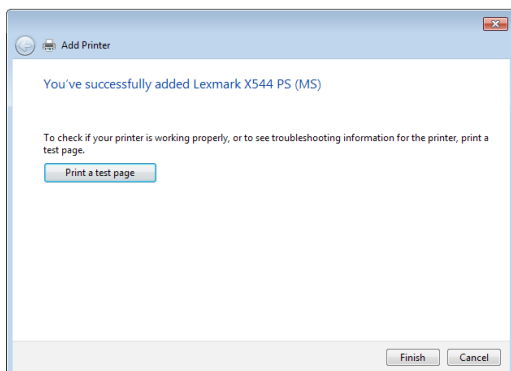 Add Printer
You've successfully added Lexmark X544 PS (MS)
To check if your printer is working properly, or to see troubleshooting information for the printer, print a
test page.
Print a test page
Finish Cancel